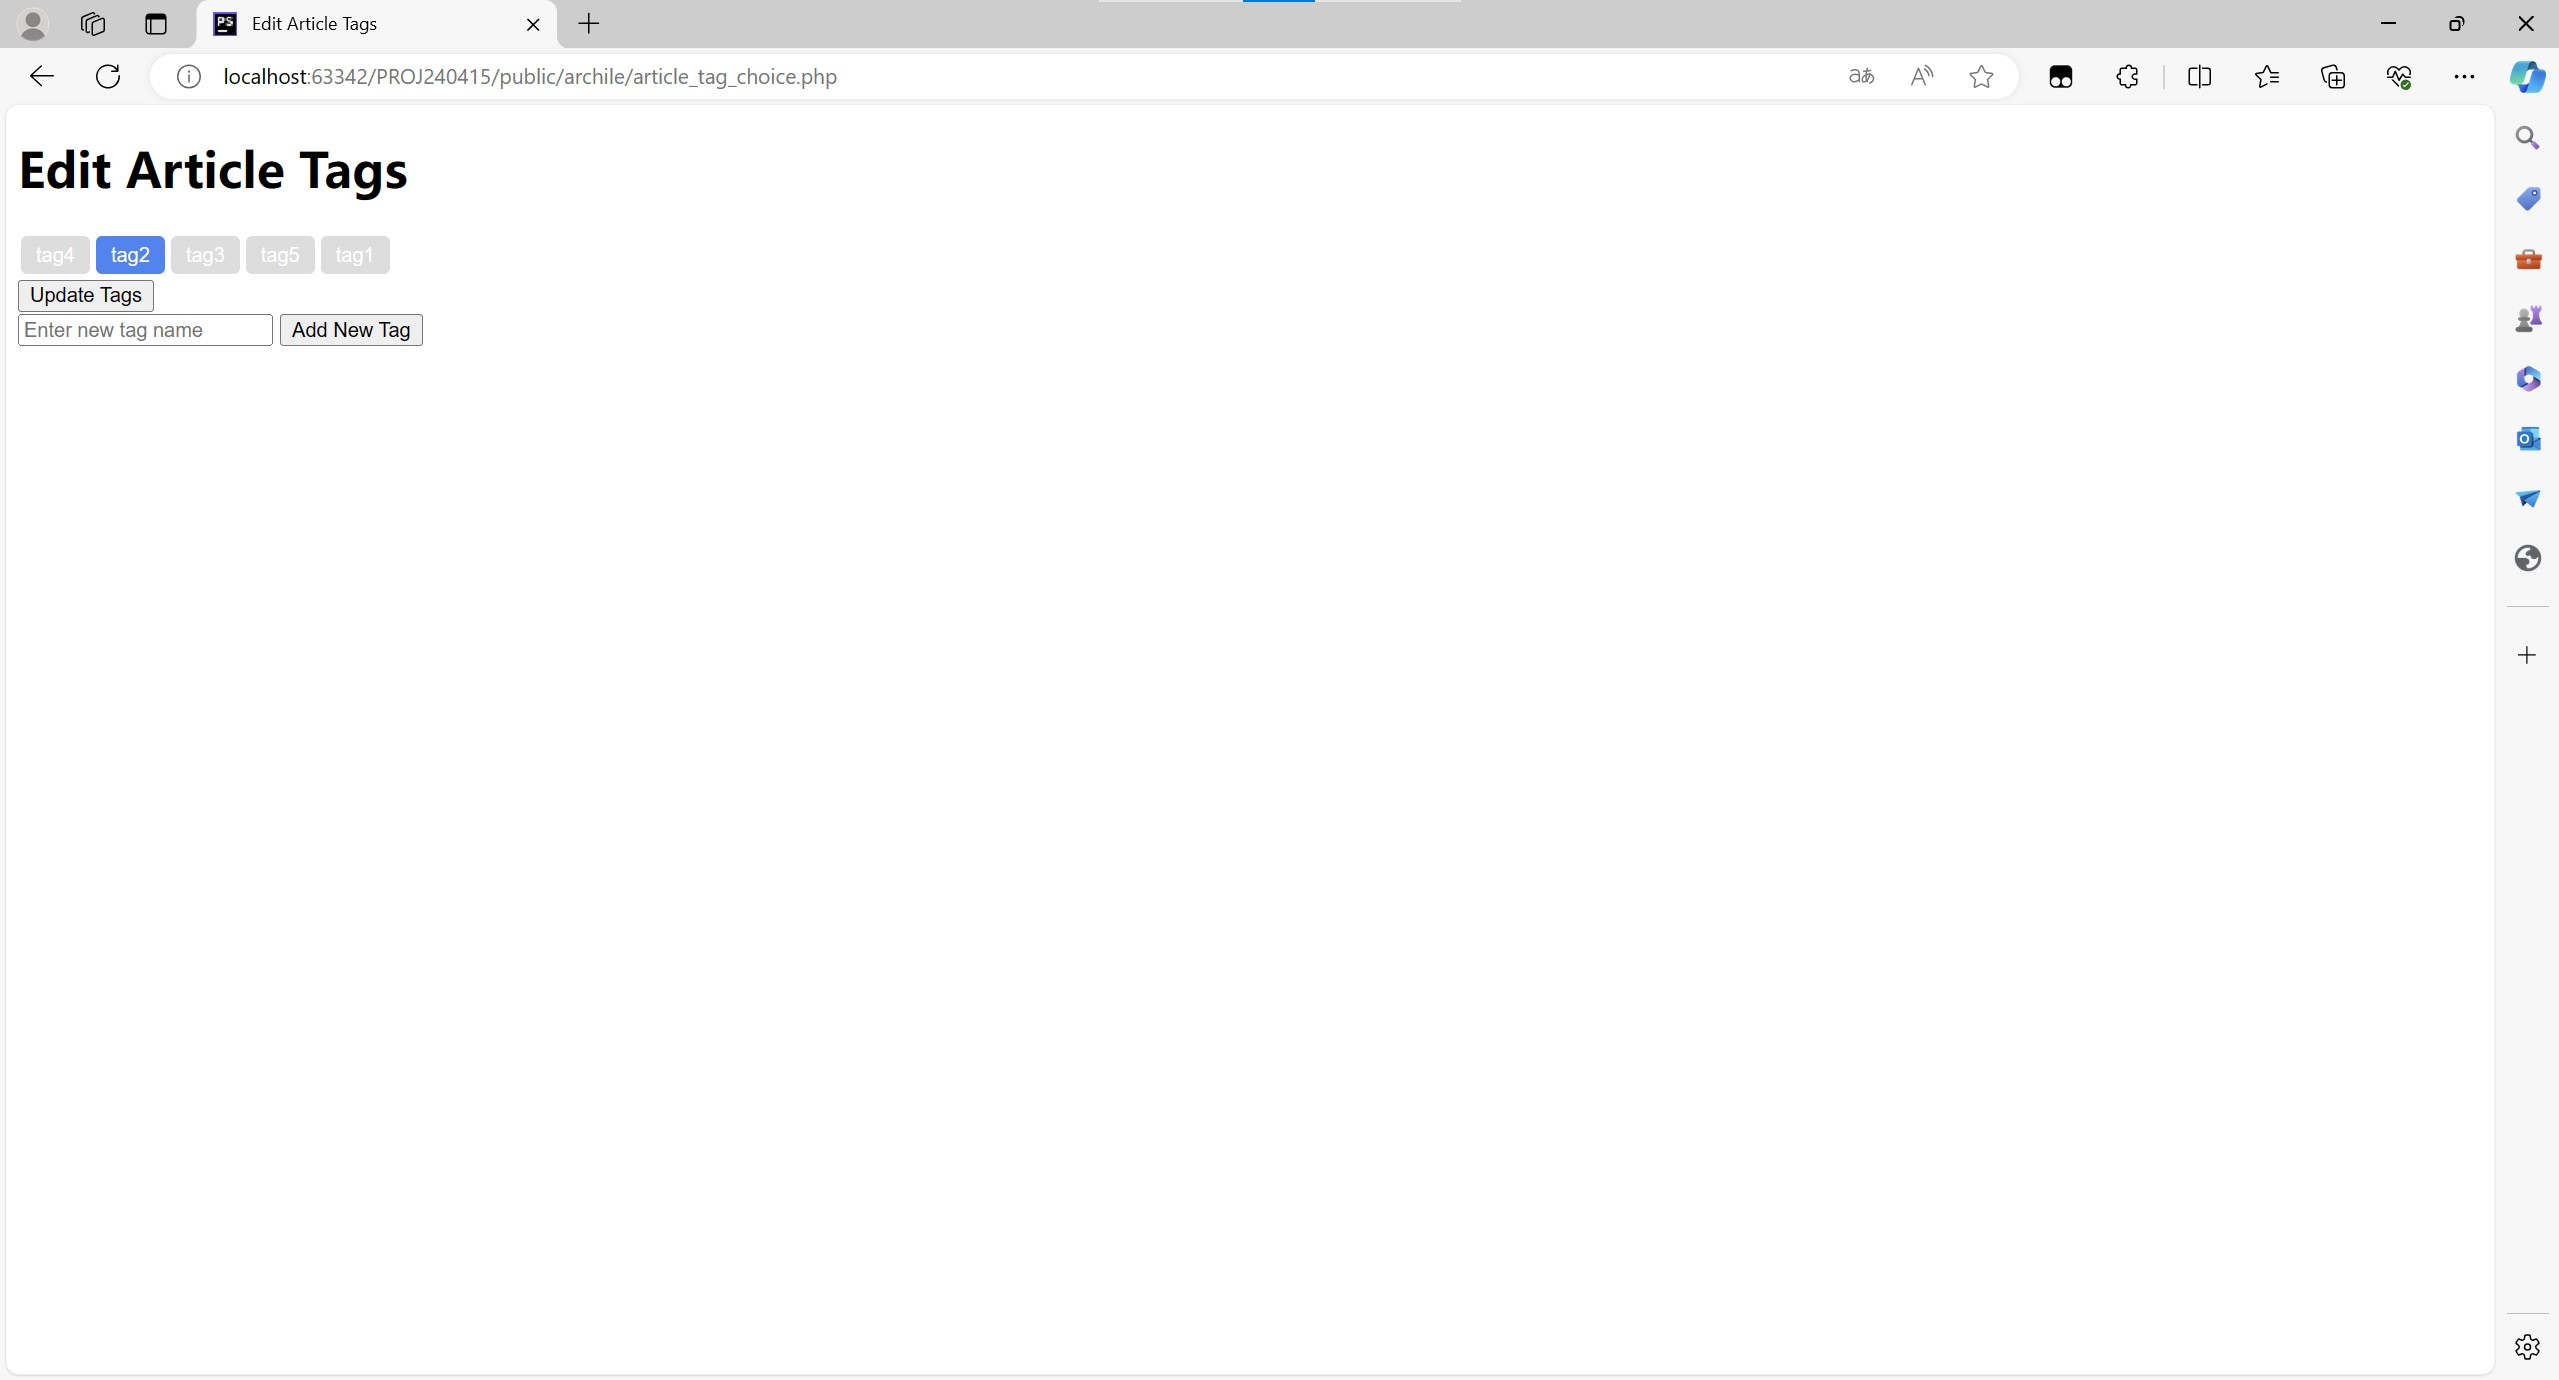 Edit Article Tags
localhost:63342/PROJ240415/public/archile/article_tag_choice.php
Edit Article Tags
tag4 tag2 tag3 tag5 tag1
Update Tags
Enter new tag name Add New Tag